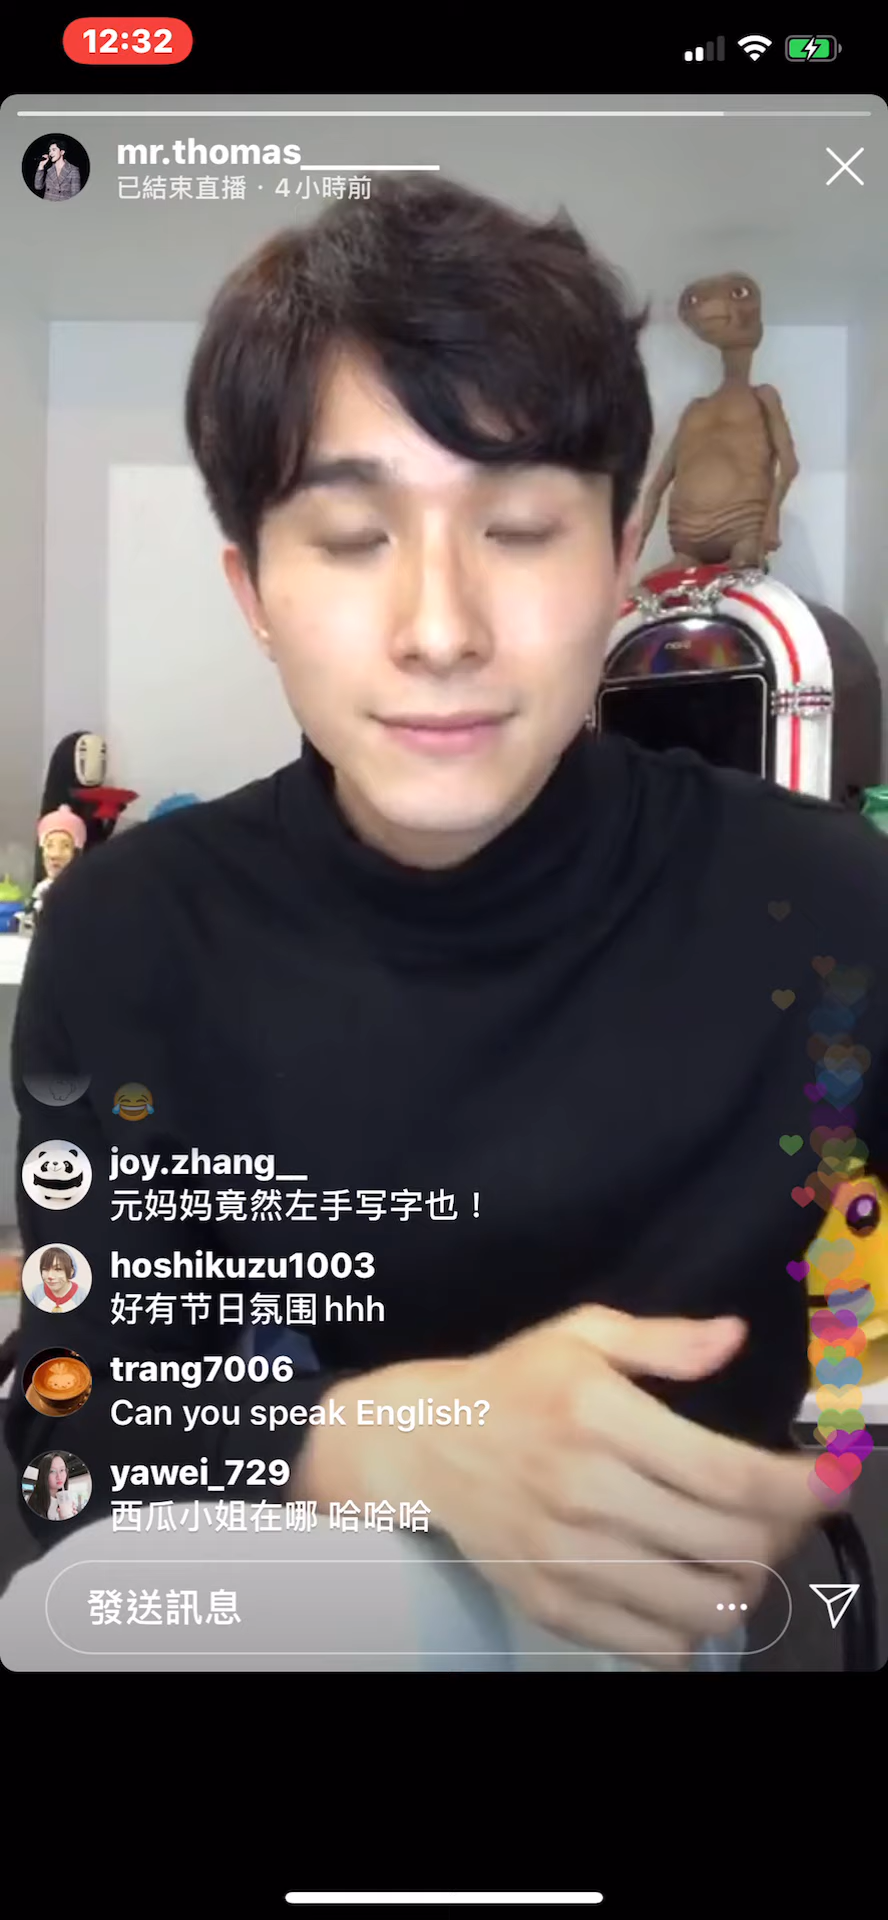 12:32
mr.thomas________
已結束直播 · 4小時前
😂
joy.zhang__
元妈妈竟然左手写字也！
hoshikuzu1003
好有节日氛围hhh
trang7006
Can you speak English?
yawei_729
西瓜小姐在哪 哈哈哈
發送訊息